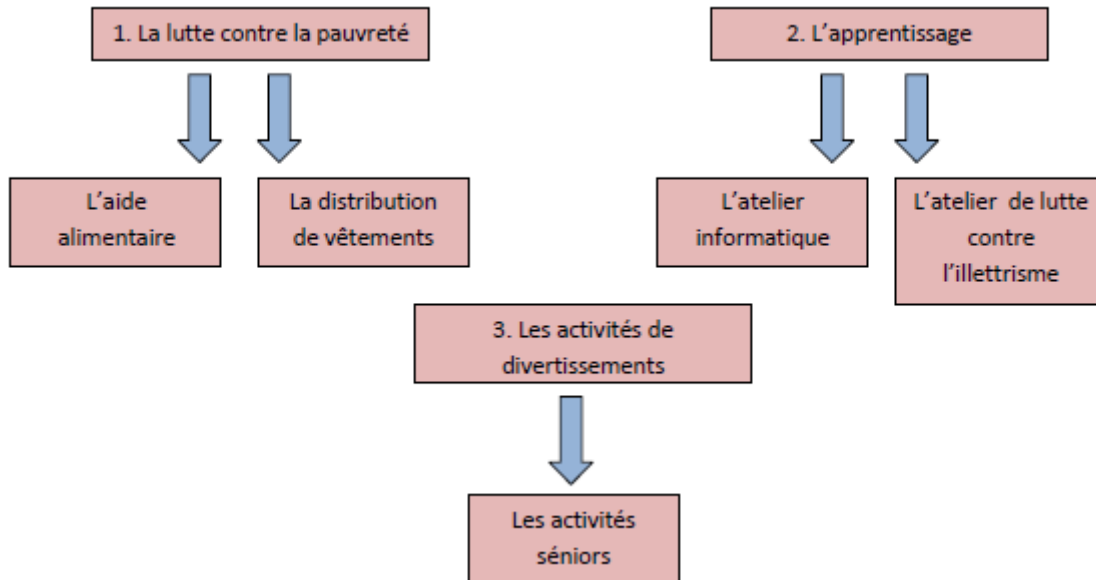 1. La lutte contre la pauvreté
2. L'apprentissage
L'aide
alimentaire
La distribution
de vêtements
L'atelier
informatique
L'atelier de lutte
contre
l'illettrisme
3. Les activités de
divertissements
Les activités
séniors